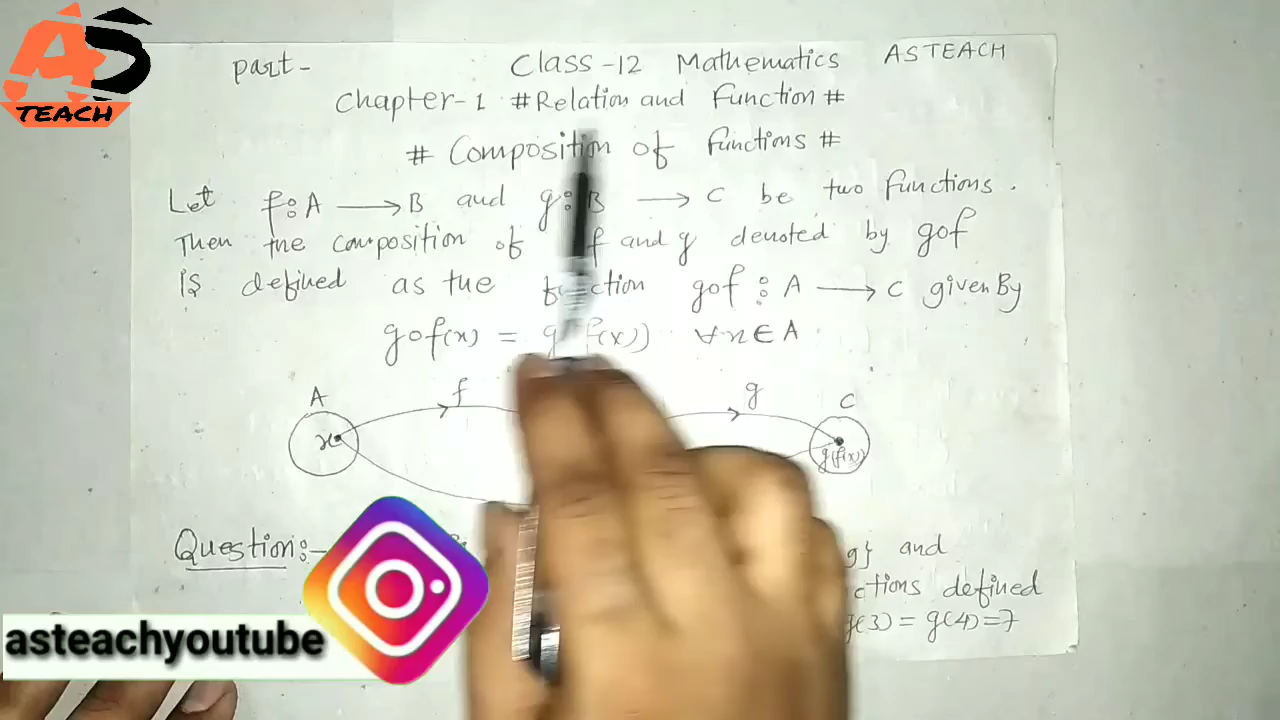 AS
TEACH
part-
Class-12 Mathematics ASTEACH
Chapter-1 #Relation and Function#
# Composition of functions #
Let f:A → B and g:B → C be two functions.
Then the composition of f and g denoted by gof
is defined as the function gof : A → C given By
gof(x) = g(f(x)) ∀x∈A
A f g C
x g(f(x))
Question:-
g} and
ctions defined
g(3) = g(4) = 7
asteachyoutube